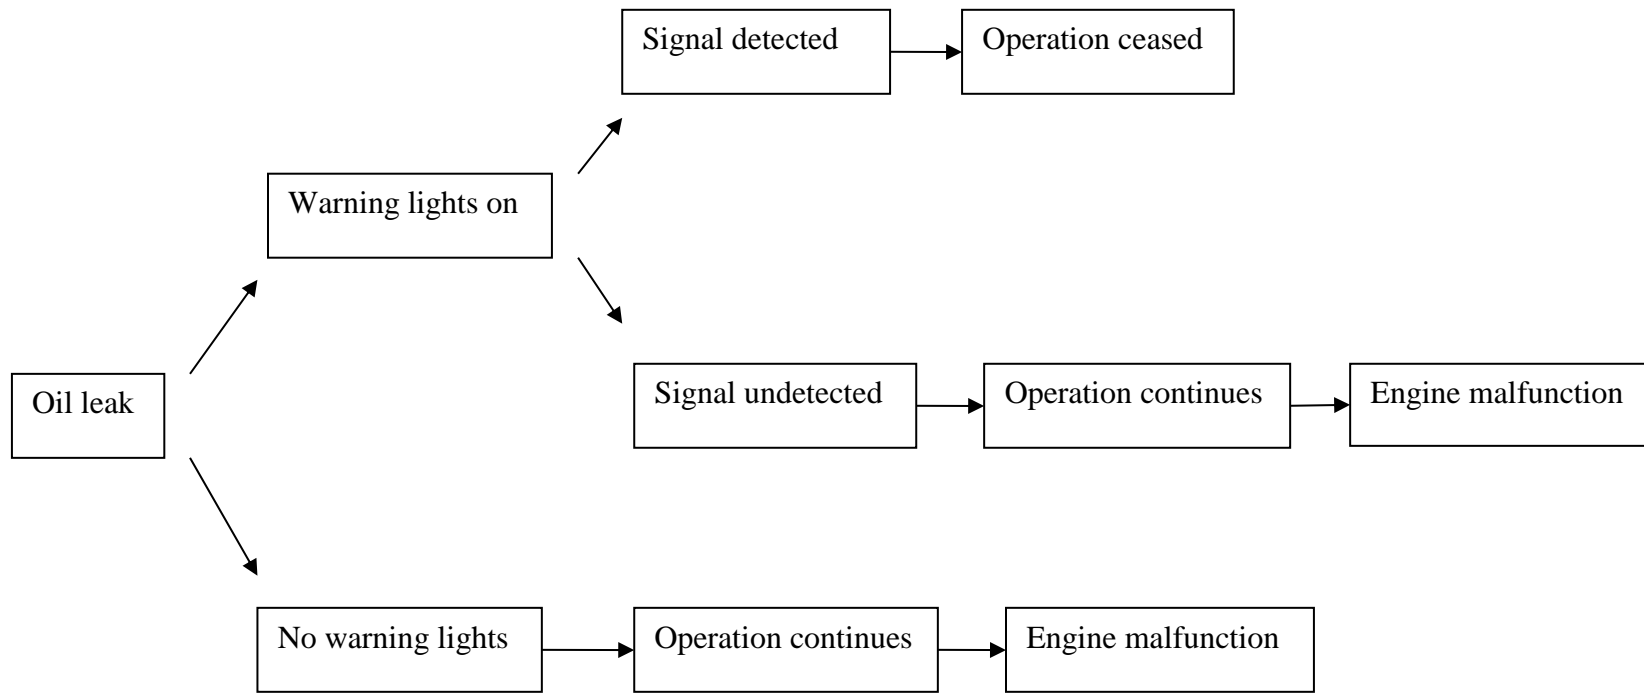 Signal detected
Operation ceased
Warning lights on
Oil leak
Signal undetected
Operation continues
Engine malfunction
No warning lights
Operation continues
Engine malfunction